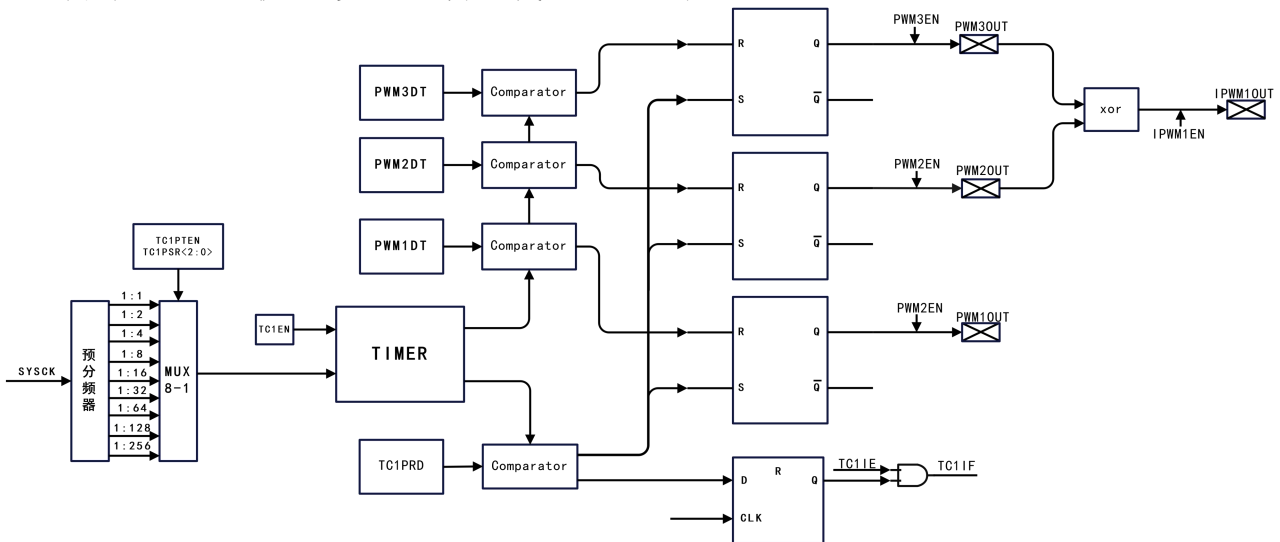 PWM3EN
PWM3OUT
R
Q
PWM3DT
Comparator
S
Q
xor
IPWM1OUT
IPWM1EN
PWM2DT
Comparator
PWM2EN
PWM2OUT
R
Q
PWM1DT
Comparator
S
Q
TC1PTEN
TC1PSR<2:0>
1:1
1:2
1:4
1:8
1:16
1:32
1:64
1:128
1:256
SYSCK
预分频器
MUX
8-1
TC1EN
TIMER
PWM2EN
PWM1OUT
R
Q
S
Q
TC1PRD
Comparator
R
D
Q
CLK
TC1IE
TC1IF